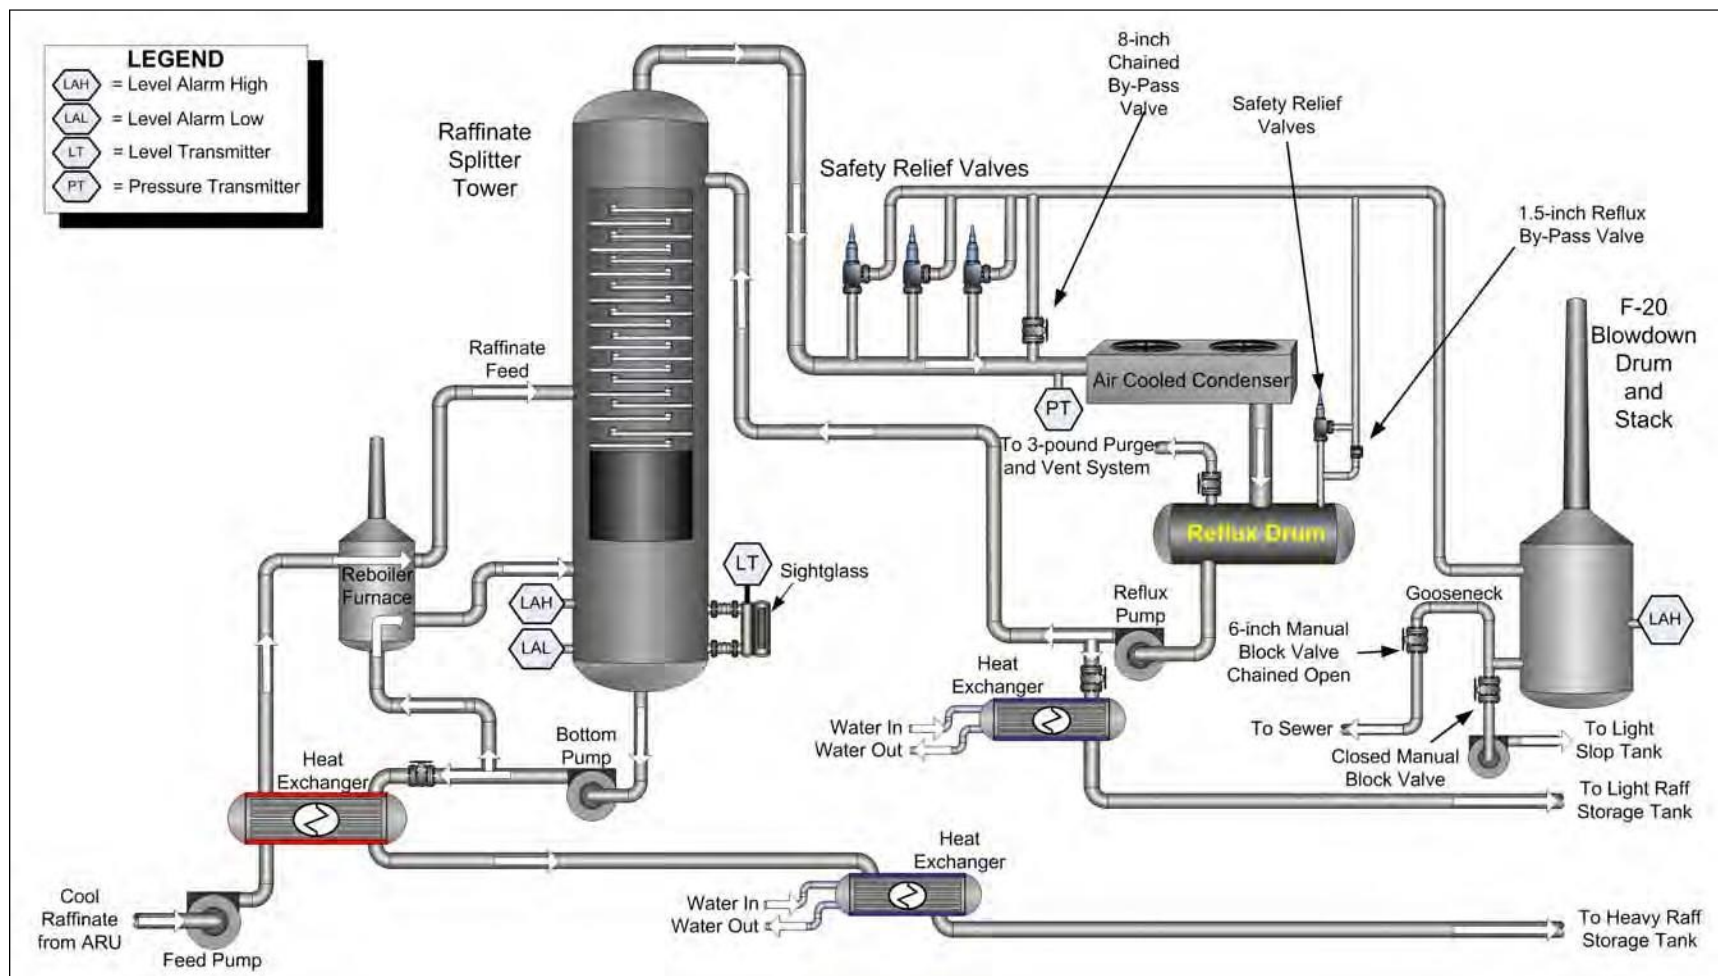 LEGEND
LAH = Level Alarm High
LAL = Level Alarm Low
LT = Level Transmitter
PT = Pressure Transmitter
Raffinate
Splitter
Tower
8-inch
Chained
By-Pass
Valve
Safety Relief
Valves
Safety Relief Valves
1.5-inch Reflux
By-Pass Valve
F-20
Blowdown
Drum
and
Stack
Raffinate
Feed
Air Cooled Condenser
PT
To 3-pound Purge
and Vent System
Reflux Drum
Reboiler
Furnace
LAH
LAL
LT
Sightglass
Reflux
Pump
Gooseneck
LAH
6-inch Manual
Block Valve
Chained Open
Heat
Exchanger
Water In
Water Out
To Sewer
Closed Manual
Block Valve
To Light
Slop Tank
Bottom
Pump
Heat
Exchanger
To Light Raff
Storage Tank
Heat
Exchanger
Water In
Water Out
Cool
Raffinate
from ARU
Feed Pump
To Heavy Raff
Storage Tank